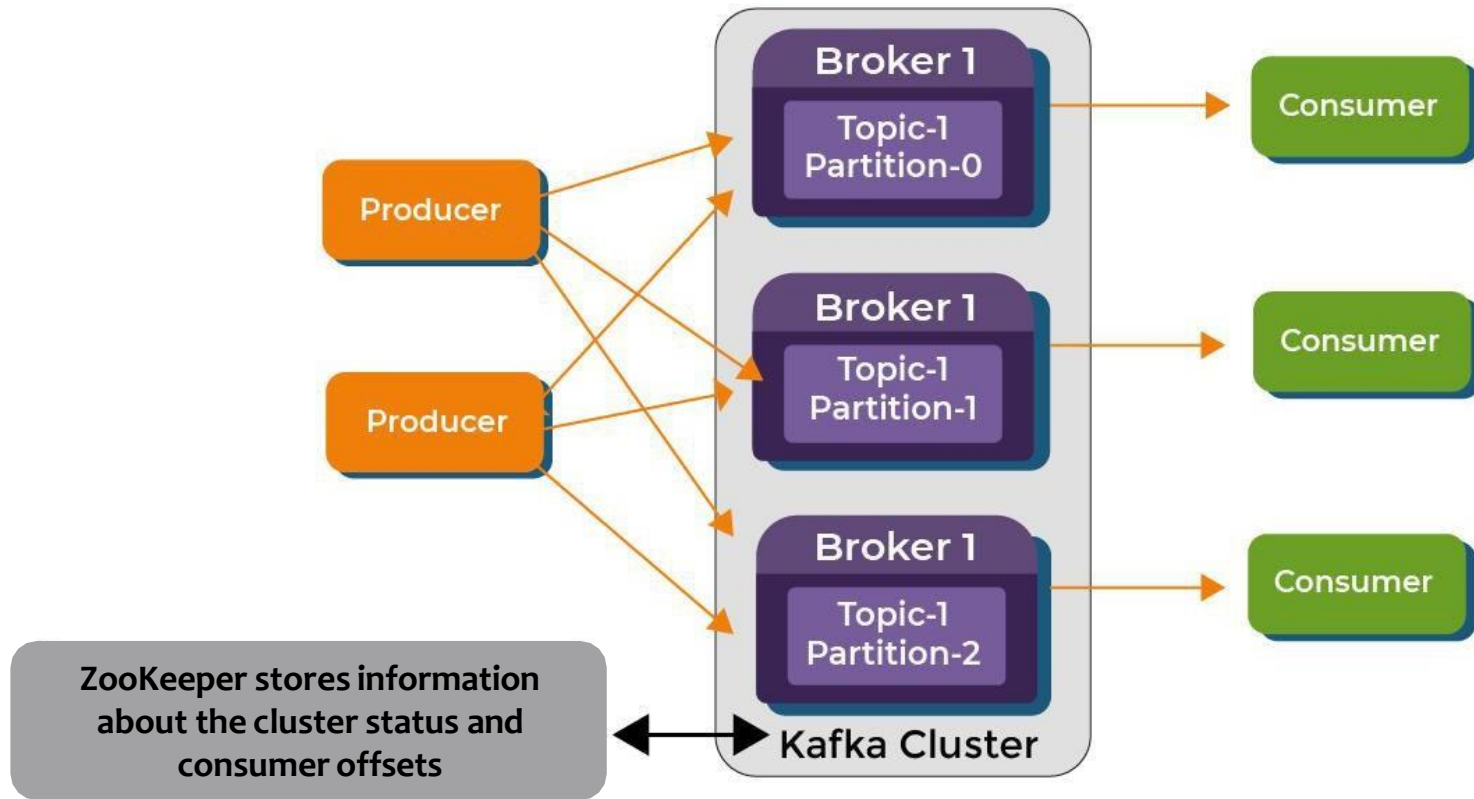 Broker 1
Topic-1
Partition-0
Consumer
Producer
Broker 1
Topic-1
Partition-1
Consumer
Producer
Broker 1
Topic-1
Partition-2
Consumer
ZooKeeper stores information
about the cluster status and
consumer offsets
Kafka Cluster